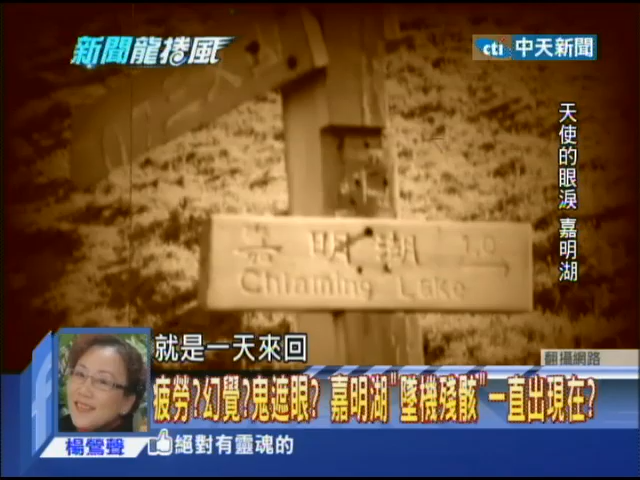 新聞龍捲風
cti 中天新聞
天使的眼淚 嘉明湖
嘉明湖 1.0
Chiaming Lake
就是一天來回
翻攝網路
疲勞?幻覺?鬼遮眼? 嘉明湖"墜機殘骸"一直出現在?
楊鶯聲
絕對有靈魂的